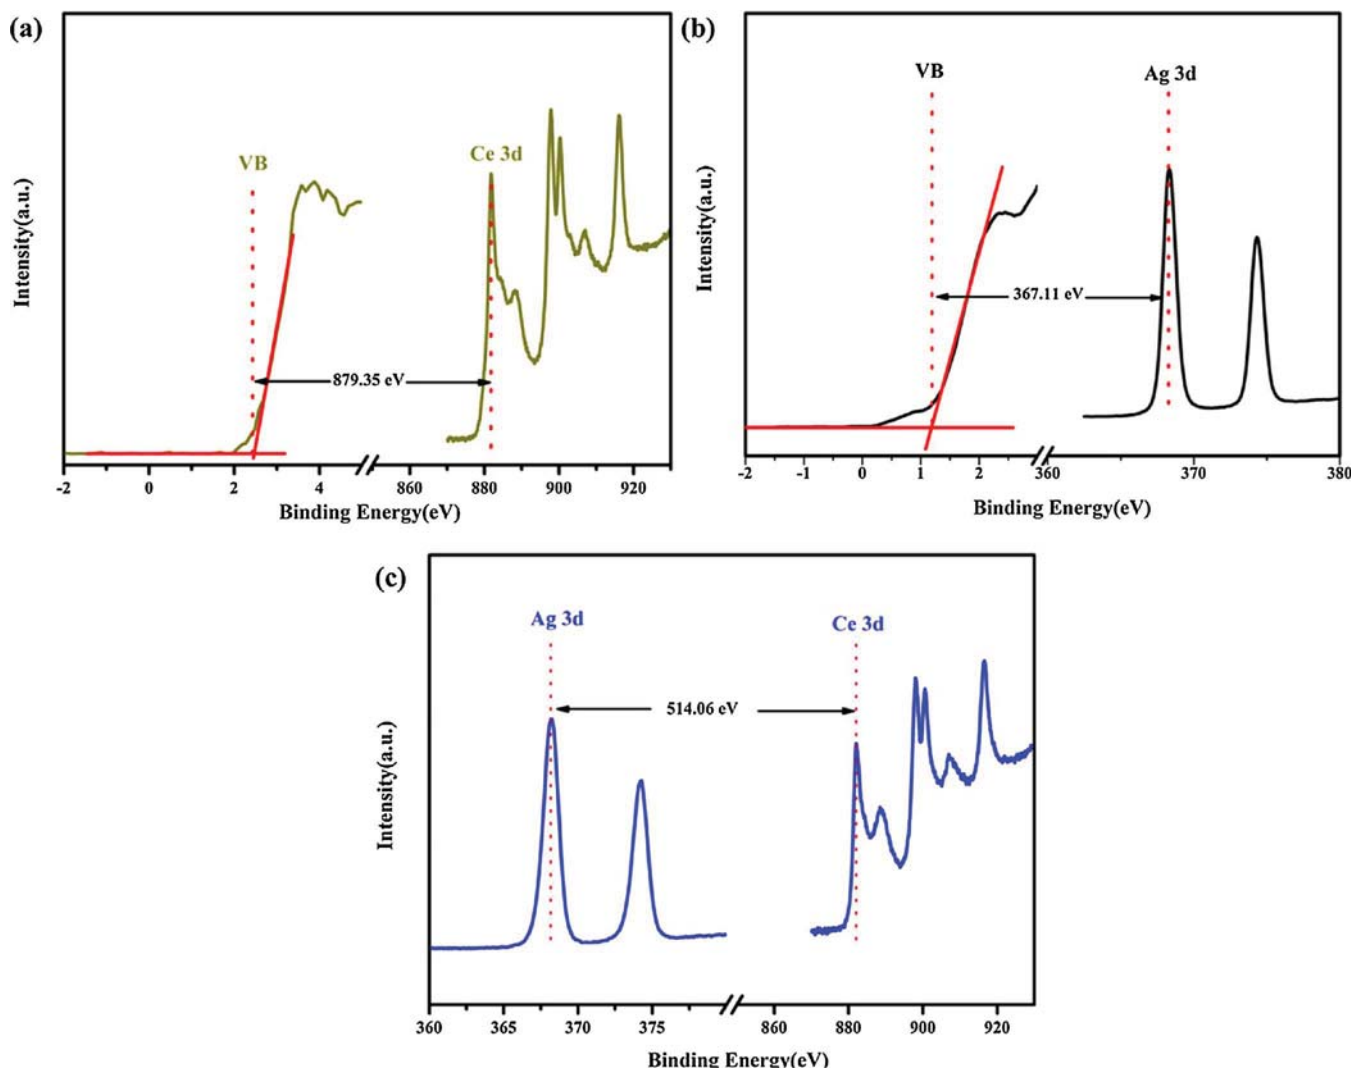 (a)
VB
Ce 3d
879.35 eV
Intensity(a.u.)
-2 0 2 4 860 880 900 920
Binding Energy(eV)
(b)
VB
Ag 3d
367.11 eV
Intensity(a.u.)
-2 -1 0 1 2 360 370 380
Binding Energy(eV)
(c)
Ag 3d
Ce 3d
514.06 eV
Intensity(a.u.)
360 365 370 375 860 880 900 920
Binding Energy(eV)